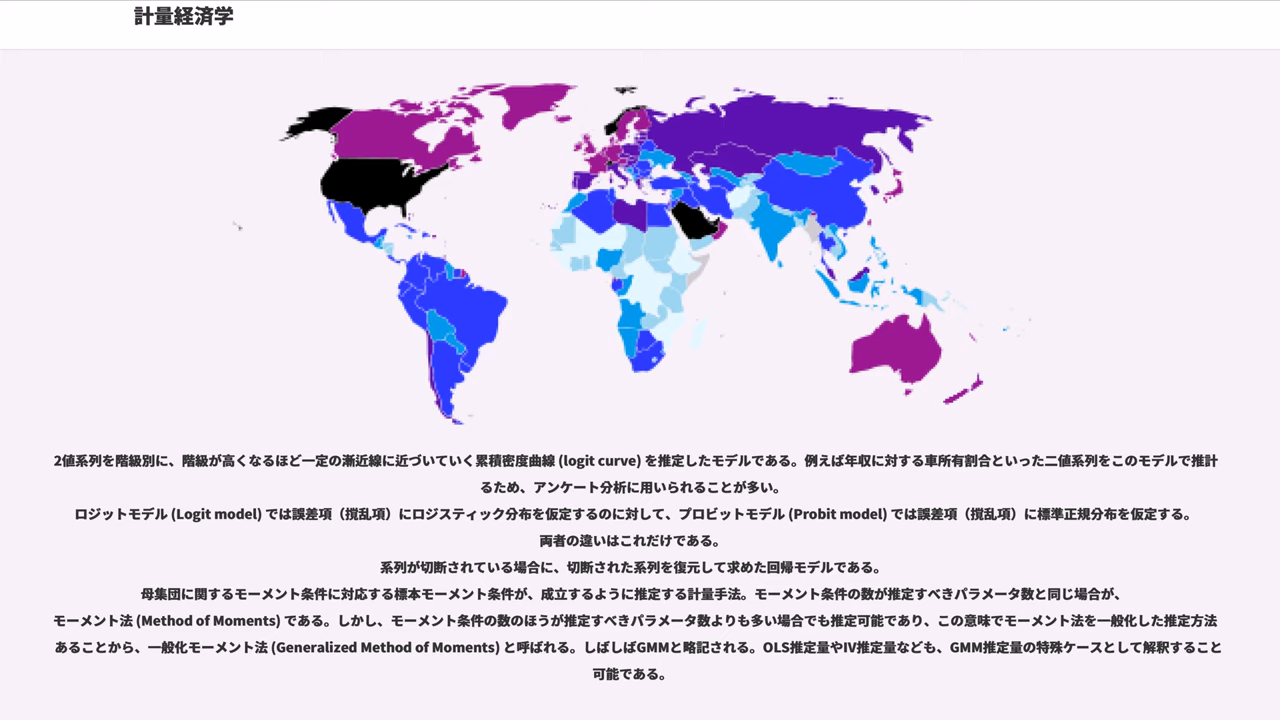 計量経済学
2値系列を階級別に、階級が高くなるほど一定の漸近線に近づいていく累積密度曲線 (logit curve) を推定したモデルである。例えば年収に対する車所有割合といった二値系列をこのモデルで推計
るため、アンケート分析に用いられることが多い。
ロジットモデル (Logit model) では誤差項（撹乱項）にロジスティック分布を仮定するのに対して、プロビットモデル (Probit model) では誤差項（撹乱項）に標準正規分布を仮定する。
両者の違いはこれだけである。
系列が切断されている場合に、切断された系列を復元して求めた回帰モデルである。
母集団に関するモーメント条件に対応する標本モーメント条件が、成立するように推定する計量手法。モーメント条件の数が推定すべきパラメータ数と同じ場合が、
モーメント法 (Method of Moments) である。しかし、モーメント条件の数のほうが推定すべきパラメータ数よりも多い場合でも推定可能であり、この意味でモーメント法を一般化した推定方法
あることから、一般化モーメント法 (Generalized Method of Moments) と呼ばれる。しばしばGMMと略記される。OLS推定量やIV推定量なども、GMM推定量の特殊ケースとして解釈すること
可能である。